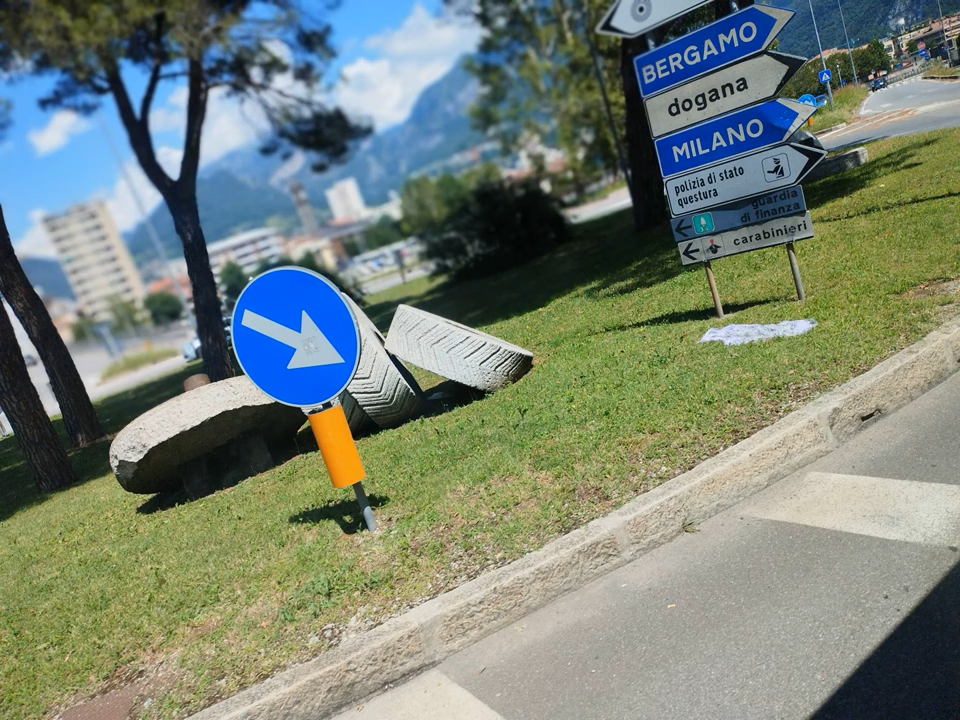 BERGAMO
dogana
MILANO
polizia di stato
questura
guardia
di finanza
carabinieri